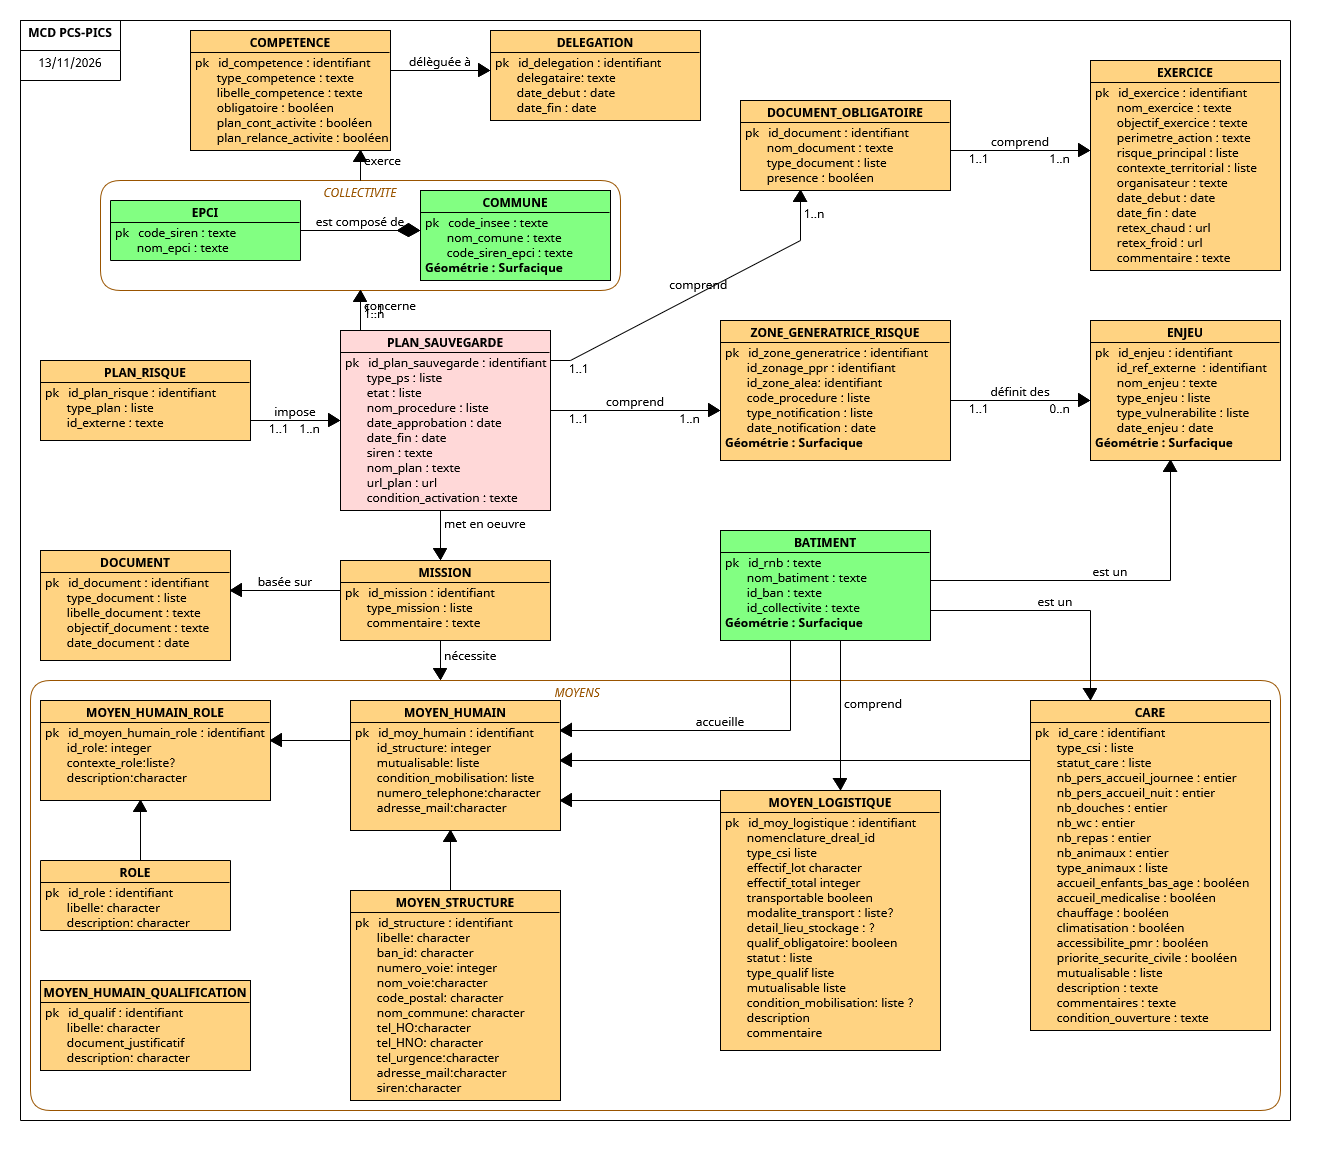 MCD PCS-PICS
13/11/2026
COMPETENCE
pk id_competence : identifiant
type_competence : texte
libelle_competence : texte
obligatoire : booléen
plan_cont_activite : booléen
plan_relance_activite : booléen
délèguée à
DELEGATION
pk id_delegation : identifiant
delegataire: texte
date_debut : date
date_fin : date
DOCUMENT_OBLIGATOIRE
pk id_document : identifiant
nom_document : texte
type_document : liste
presence : booléen
comprend
1..1
1..n
EXERCICE
pk id_exercice : identifiant
nom_exercice : texte
objectif_exercice : texte
perimetre_action : texte
risque_principal : liste
contexte_territorial : liste
organisateur : texte
date_debut : date
date_fin : date
retex_chaud : url
retex_froid : url
commentaire : texte
exerce
COLLECTIVITE
EPCI
pk code_siren : texte
nom_epci : texte
est composé de
COMMUNE
pk code_insee : texte
nom_comune : texte
code_siren_epci : texte
Géométrie : Surfacique
1..n
comprend
1..1
concerne
1..n
PLAN_SAUVEGARDE
pk id_plan_sauvegarde : identifiant
type_ps : liste
etat : liste
nom_procedure : liste
date_approbation : date
date_fin : date
siren : texte
nom_plan : texte
url_plan : url
condition_activation : texte
PLAN_RISQUE
pk id_plan_risque : identifiant
type_plan : liste
id_externe : texte
impose
1..1
1..n
comprend
1..1
1..n
ZONE_GENERATRICE_RISQUE
pk id_zone_generatrice : identifiant
id_zonage_ppr : identifiant
id_zone_alea: identifiant
code_procedure : liste
type_notification : liste
date_notification : date
Géométrie : Surfacique
définit des
1..1
0..n
ENJEU
pk id_enjeu : identifiant
id_ref_externe : identifiant
nom_enjeu : texte
type_enjeu : liste
type_vulnerabilite : liste
date_enjeu : date
Géométrie : Surfacique
met en oeuvre
DOCUMENT
pk id_document : identifiant
type_document : liste
libelle_document : texte
objectif_document : texte
date_document : date
basée sur
MISSION
pk id_mission : identifiant
type_mission : liste
commentaire : texte
nécessite
BATIMENT
pk id_rnb : texte
nom_batiment : texte
id_ban : texte
id_collectivite : texte
Géométrie : Surfacique
est un
est un
MOYENS
MOYEN_HUMAIN_ROLE
pk id_moyen_humain_role : identifiant
id_role: integer
contexte_role:liste?
description:character
MOYEN_HUMAIN
pk id_moy_humain : identifiant
id_structure: integer
mutualisable: liste
condition_mobilisation: liste
numero_telephone:character
adresse_mail:character
accueille
comprend
CARE
pk id_care : identifiant
type_csi : liste
statut_care : liste
nb_pers_accueil_journee : entier
nb_pers_accueil_nuit : entier
nb_douches : entier
nb_wc : entier
nb_repas : entier
nb_animaux : entier
type_animaux : liste
accueil_enfants_bas_age : booléen
accueil_medicalise : booléen
chauffage : booléen
climatisation : booléen
accessibilite_pmr : booléen
priorite_securite_civile : booléen
mutualisable : liste
description : texte
commentaires : texte
condition_ouverture : texte
MOYEN_LOGISTIQUE
pk id_moy_logistique : identifiant
nomenclature_dreal_id
type_csi liste
effectif_lot character
effectif_total integer
transportable booleen
modalite_transport : liste?
detail_lieu_stockage : ?
qualif_obligatoire: booleen
statut : liste
type_qualif liste
mutualisable liste
condition_mobilisation: liste ?
description
commentaire
ROLE
pk id_role : identifiant
libelle: character
description: character
MOYEN_STRUCTURE
pk id_structure : identifiant
libelle: character
ban_id: character
numero_voie: integer
nom_voie:character
code_postal: character
nom_commune: character
tel_HO:character
tel_HNO: character
tel_urgence:character
adresse_mail:character
siren:character
MOYEN_HUMAIN_QUALIFICATION
pk id_qualif : identifiant
libelle: character
document_justificatif
description: character